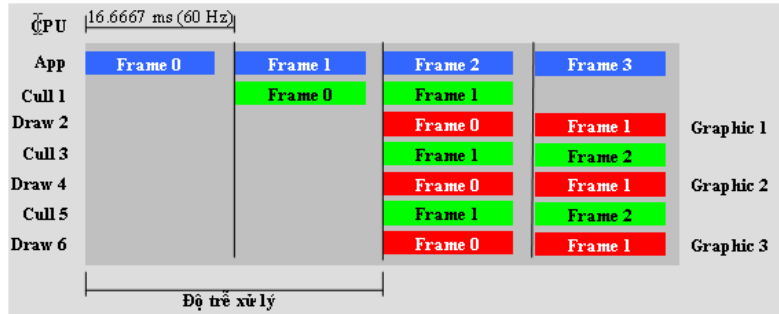 CPU 16.6667 ms (60 Hz)
App Frame 0 Frame 1 Frame 2 Frame 3
Cull 1 Frame 0 Frame 1
Draw 2 Frame 0 Frame 1 Graphic 1
Cull 3 Frame 1 Frame 2
Draw 4 Frame 0 Frame 1 Graphic 2
Cull 5 Frame 1 Frame 2
Draw 6 Frame 0 Frame 1 Graphic 3
Độ trễ xử lý